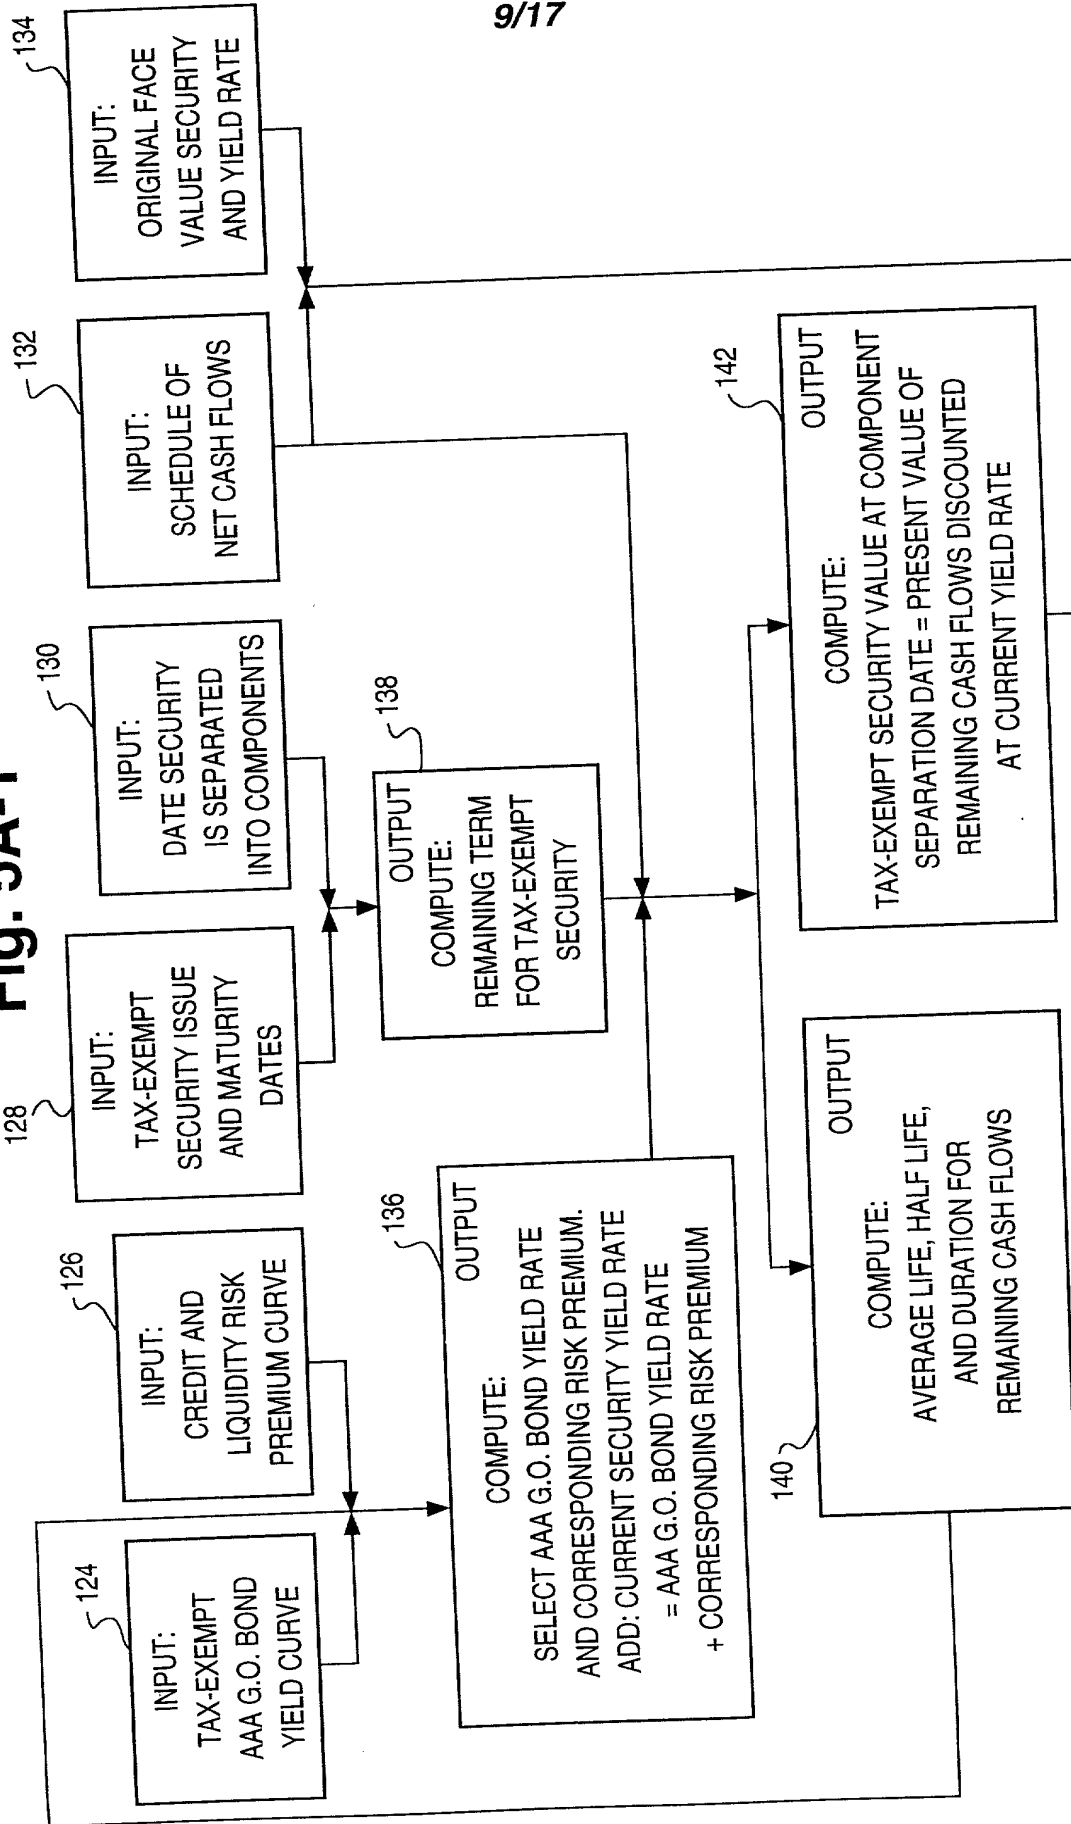 9/17
Fig. 5A-1
124
INPUT:
TAX-EXEMPT
AAA G.O. BOND
YIELD CURVE
126
INPUT:
CREDIT AND
LIQUIDITY RISK
PREMIUM CURVE
128
INPUT:
TAX-EXEMPT
SECURITY ISSUE
AND MATURITY
DATES
130
INPUT:
DATE SECURITY
IS SEPARATED
INTO COMPONENTS
132
INPUT:
SCHEDULE OF
NET CASH FLOWS
134
INPUT:
ORIGINAL FACE
VALUE SECURITY
AND YIELD RATE
136
OUTPUT
COMPUTE:
SELECT AAA G.O. BOND YIELD RATE
AND CORRESPONDING RISK PREMIUM.
ADD: CURRENT SECURITY YIELD RATE
= AAA G.O. BOND YIELD RATE
+ CORRESPONDING RISK PREMIUM
138
OUTPUT
COMPUTE:
REMAINING TERM
FOR TAX-EXEMPT
SECURITY
140
OUTPUT
COMPUTE:
AVERAGE LIFE, HALF LIFE,
AND DURATION FOR
REMAINING CASH FLOWS
142
OUTPUT
COMPUTE:
TAX-EXEMPT SECURITY VALUE AT COMPONENT
SEPARATION DATE = PRESENT VALUE OF
REMAINING CASH FLOWS DISCOUNTED
AT CURRENT YIELD RATE